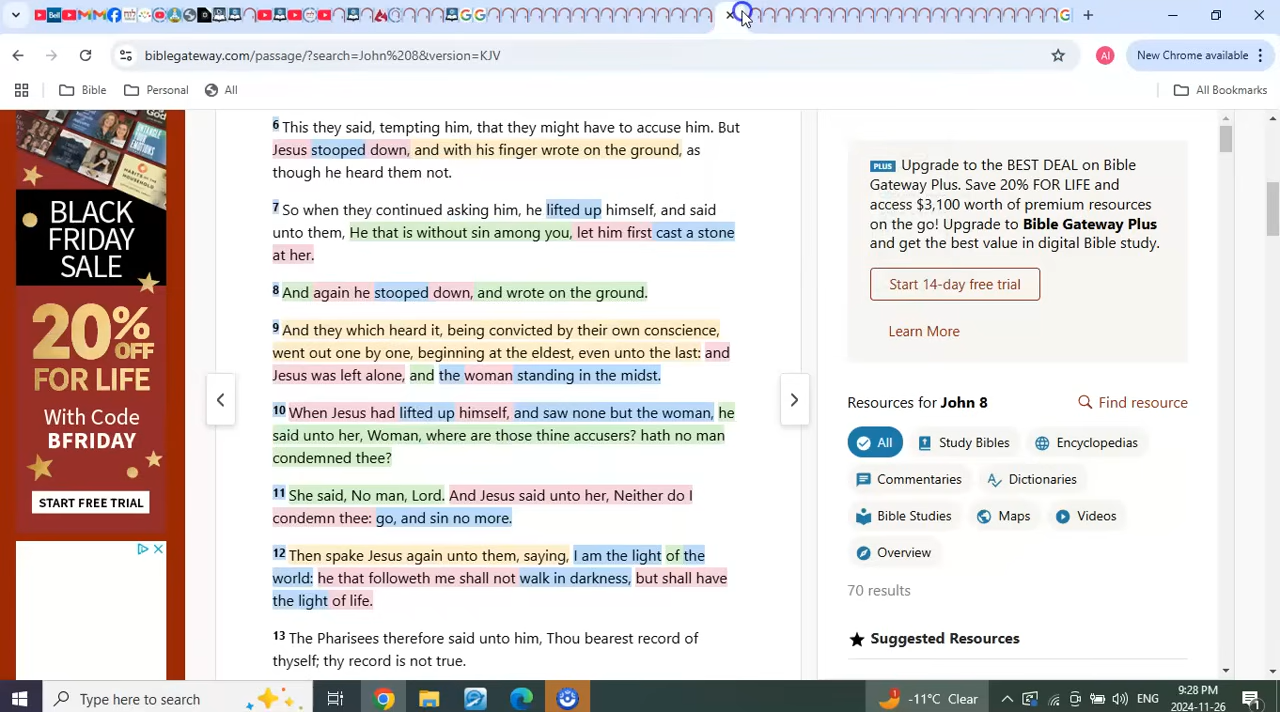 biblegateway.com/passage/?search=John%208&version=KJV
AI
New Chrome available
Bible
Personal
All
All Bookmarks
BLACK
FRIDAY
SALE
20% OFF
FOR LIFE
With Code
BFRIDAY
START FREE TRIAL
6 This they said, tempting him, that they might have to accuse him. But
Jesus stooped down, and with his finger wrote on the ground, as
though he heard them not.
7 So when they continued asking him, he lifted up himself, and said
unto them, He that is without sin among you, let him first cast a stone
at her.
8 And again he stooped down, and wrote on the ground.
9 And they which heard it, being convicted by their own conscience,
went out one by one, beginning at the eldest, even unto the last: and
Jesus was left alone, and the woman standing in the midst.
10 When Jesus had lifted up himself, and saw none but the woman, he
said unto her, Woman, where are those thine accusers? hath no man
condemned thee?
11 She said, No man, Lord. And Jesus said unto her, Neither do I
condemn thee: go, and sin no more.
12 Then spake Jesus again unto them, saying, I am the light of the
world: he that followeth me shall not walk in darkness, but shall have
the light of life.
13 The Pharisees therefore said unto him, Thou bearest record of
thyself; thy record is not true.
PLUS Upgrade to the BEST DEAL on Bible
Gateway Plus. Save 20% FOR LIFE and
access $3,100 worth of premium resources
on the go! Upgrade to Bible Gateway Plus
and get the best value in digital Bible study.
Start 14-day free trial
Learn More
Resources for John 8
Find resource
All
Study Bibles
Encyclopedias
Commentaries
Dictionaries
Bible Studies
Maps
Videos
Overview
70 results
Suggested Resources
Type here to search
-11°C Clear
ENG
9:28 PM
2024-11-26